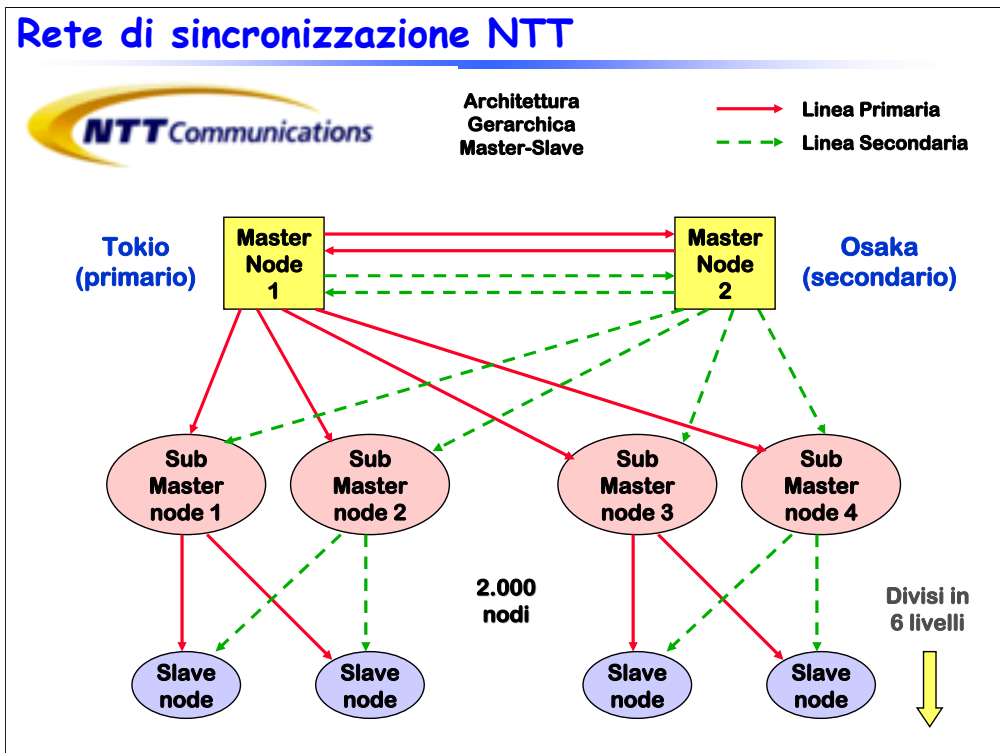 Rete di sincronizzazione NTT
NTT Communications
Architettura
Gerarchica
Master-Slave
Linea Primaria
Linea Secondaria
Tokio
(primario)
Master
Node
1
Master
Node
2
Osaka
(secondario)
Sub
Master
node 1
Sub
Master
node 2
Sub
Master
node 3
Sub
Master
node 4
2.000
nodi
Divisi in
6 livelli
Slave
node
Slave
node
Slave
node
Slave
node